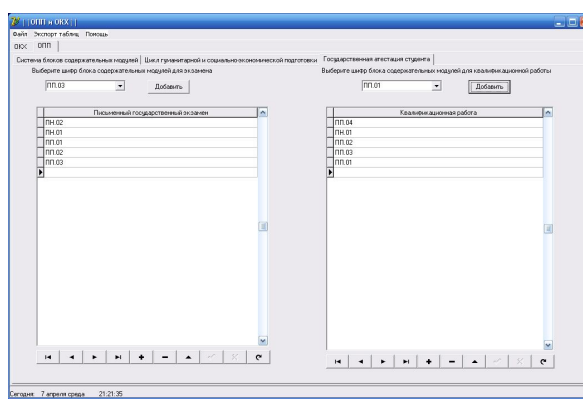 ||ОПП и ОКХ||
Файл Экспорт таблиц Помощь
ОКХ ОПП
Система блоков содержательных модулей Цикл гуманитарной и социально-экономической подготовки Государственная атестация студента
Выберите шифр блока содержательных модулей для экзамена Выберите шифр блока содержательных модулей для квалификационной работы
ПП.03 Добавить ПП.01 Добавить
Письменный государственный экзамен Квалификационная работа
ПН.02 ПП.04
ПН.01 ПН.01
ПП.01 ПП.02
ПП.02 ПП.03
ПП.03 ПП.01
Сегодня: 7 апреля среда 21:21:35